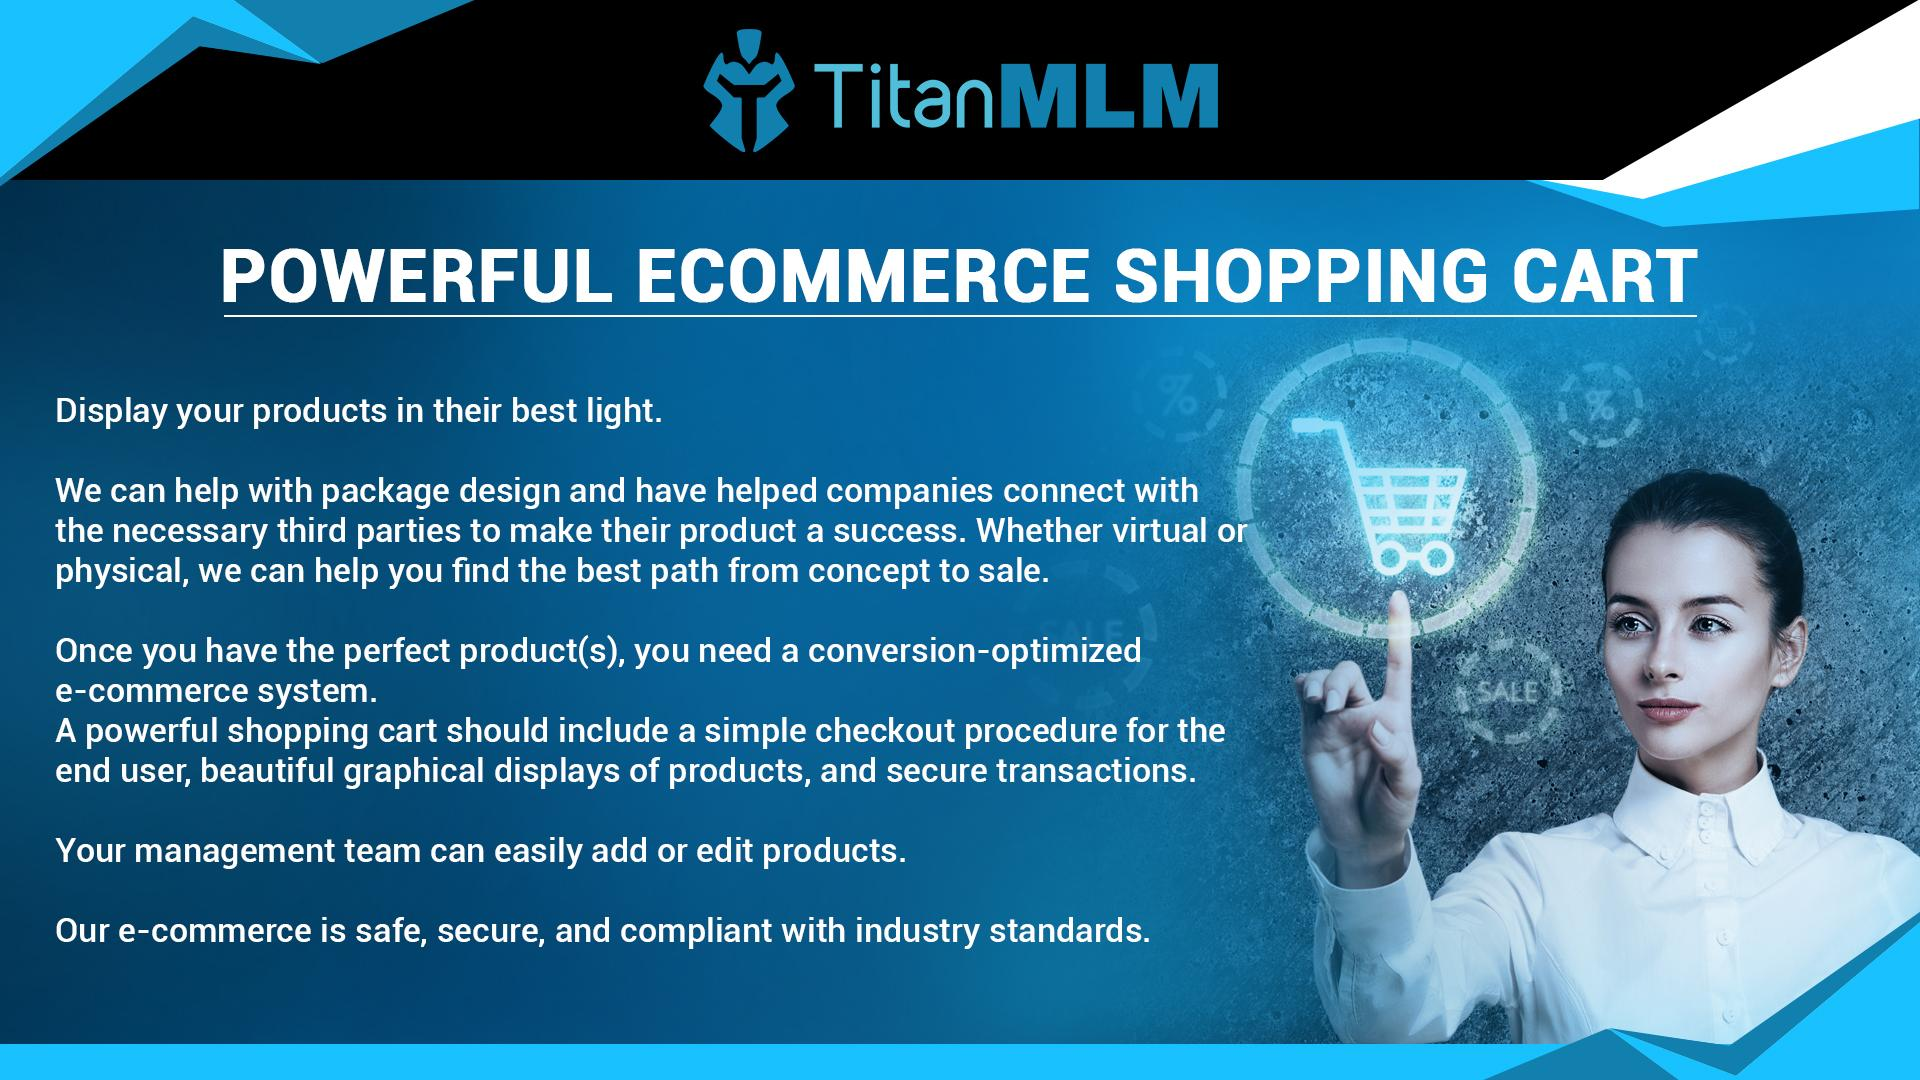 TitanMLM
POWERFUL ECOMMERCE SHOPPING CART
Display your products in their best light.
We can help with package design and have helped companies connect with
the necessary third parties to make their product a success. Whether virtual or
physical, we can help you find the best path from concept to sale.
Once you have the perfect product(s), you need a conversion-optimized
e-commerce system.
A powerful shopping cart should include a simple checkout procedure for the
end user, beautiful graphical displays of products, and secure transactions.
Your management team can easily add or edit products.
Our e-commerce is safe, secure, and compliant with industry standards.
%
%
SALE
SALE